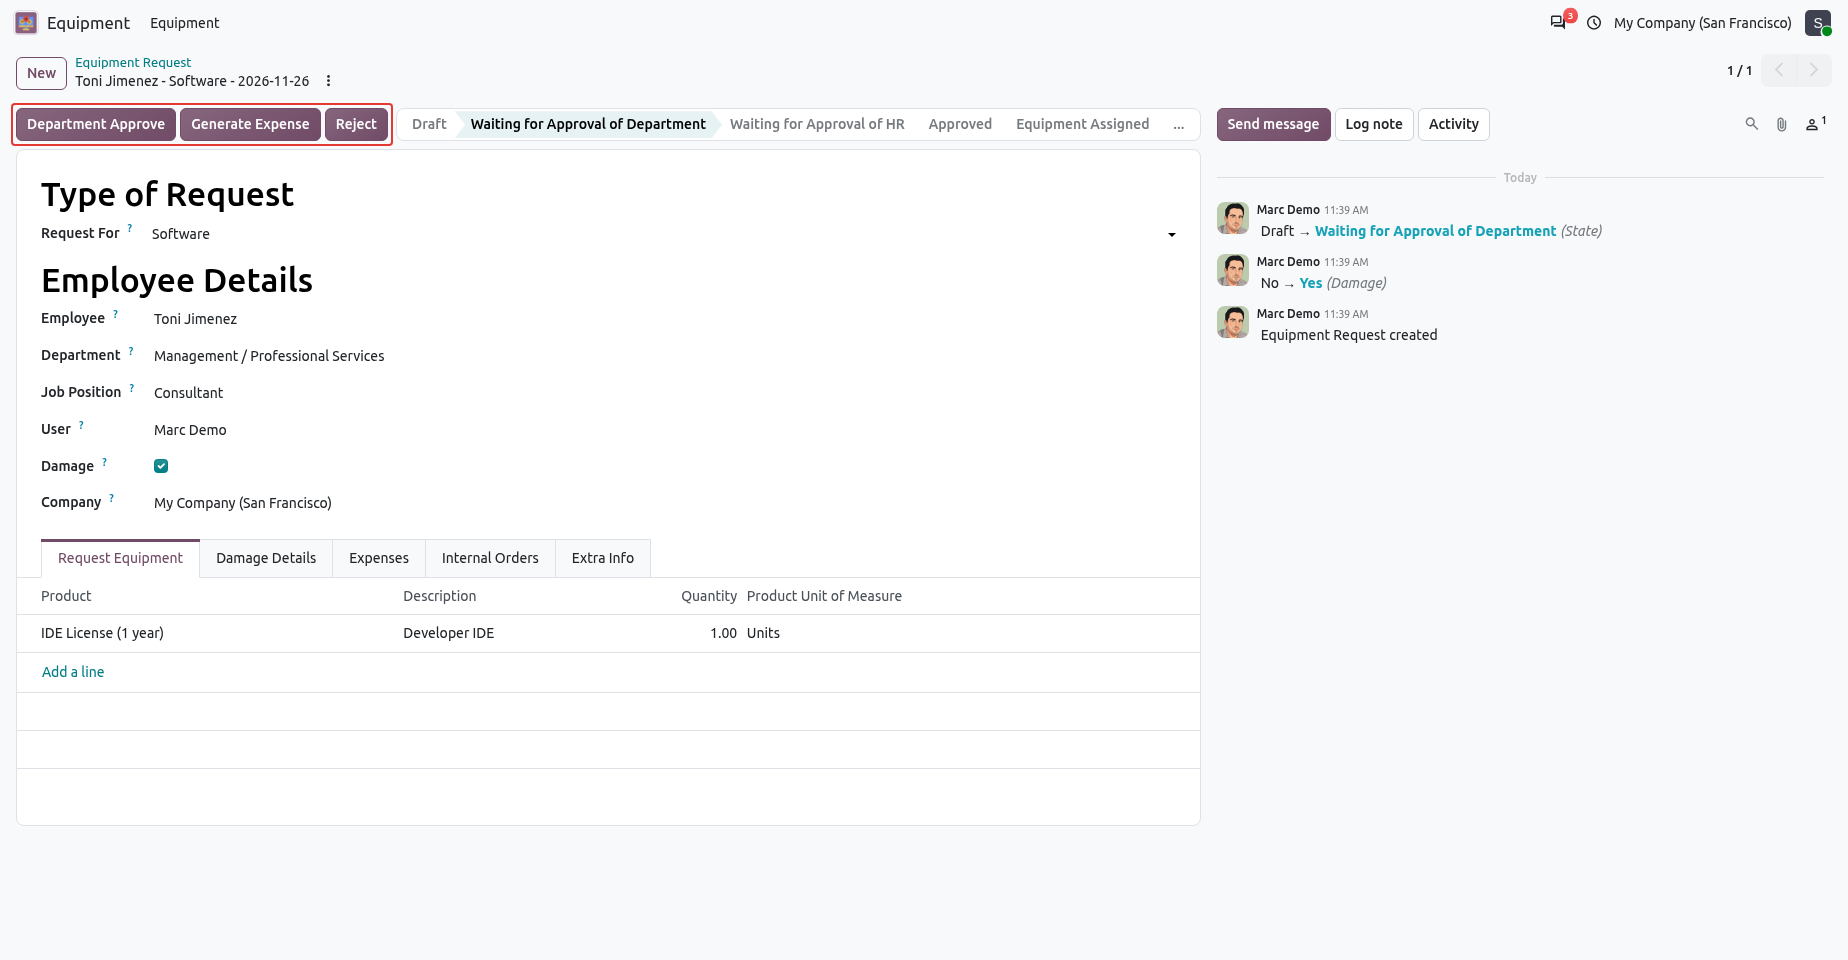 Equipment Equipment 3 My Company (San Francisco) S
New Equipment Request
Toni Jimenez - Software - 2026-11-26 1 / 1
Department Approve Generate Expense Reject Draft Waiting for Approval of Department Waiting for Approval of HR Approved Equipment Assigned ... Send message Log note Activity 1
Type of Request
Request For ? Software
Employee Details
Employee ? Toni Jimenez
Department ? Management / Professional Services
Job Position ? Consultant
User ? Marc Demo
Damage ?
Company ? My Company (San Francisco)
Request Equipment Damage Details Expenses Internal Orders Extra Info
Product Description Quantity Product Unit of Measure
IDE License (1 year) Developer IDE 1.00 Units
Add a line
Today
Marc Demo 11:39 AM
Draft → Waiting for Approval of Department (State)
Marc Demo 11:39 AM
No → Yes (Damage)
Marc Demo 11:39 AM
Equipment Request created